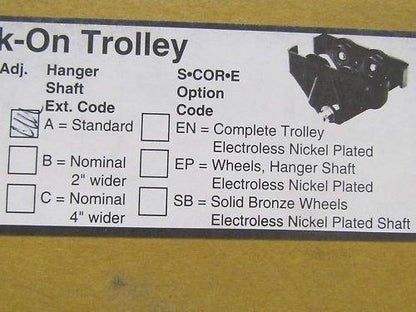 k-On Trolley
Adj. Hanger S•COR•E
Shaft Option
Ext. Code Code
A = Standard EN = Complete Trolley
Electroless Nickel Plated
B = Nominal EP = Wheels, Hanger Shaft
2" wider Electroless Nickel Plated
C = Nominal SB = Solid Bronze Wheels
4" wider Electroless Nickel Plated Shaft